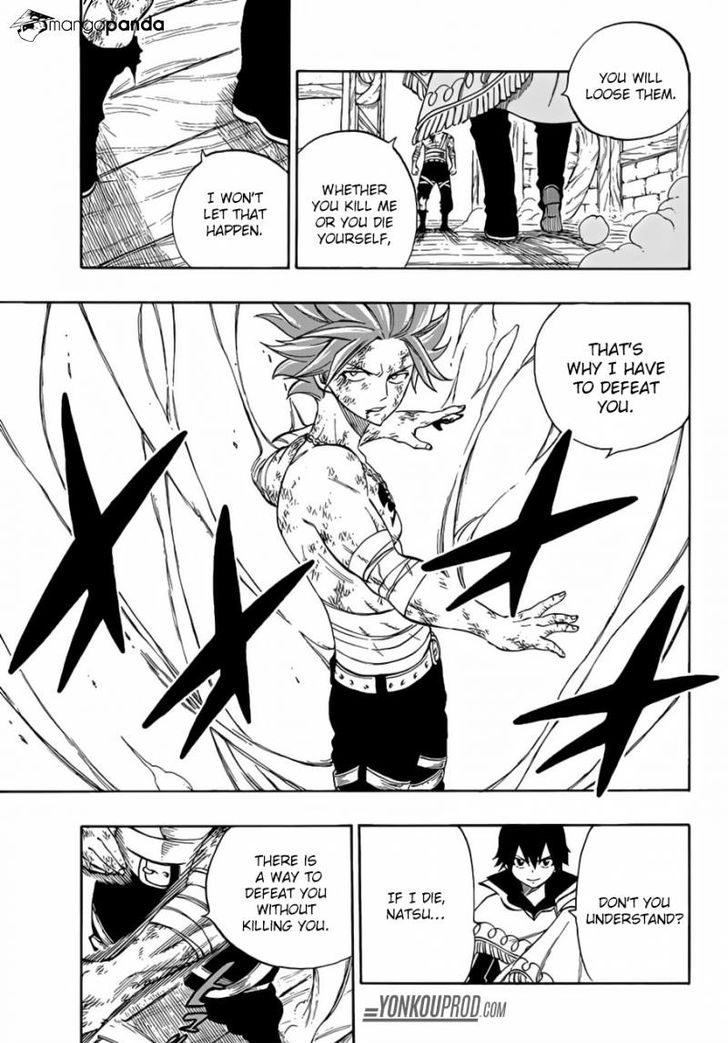 mangapanda
YOU WILL
LOOSE THEM.
WHETHER
YOU KILL ME
OR YOU DIE
YOURSELF,
I WON'T
LET THAT
HAPPEN.
THAT'S
WHY I HAVE
TO DEFEAT
YOU.
DON'T YOU
UNDERSTAND?
IF I DIE,
NATSU...
THERE IS
A WAY TO
DEFEAT YOU
WITHOUT
KILLING YOU.
YONKOUPROD.COM